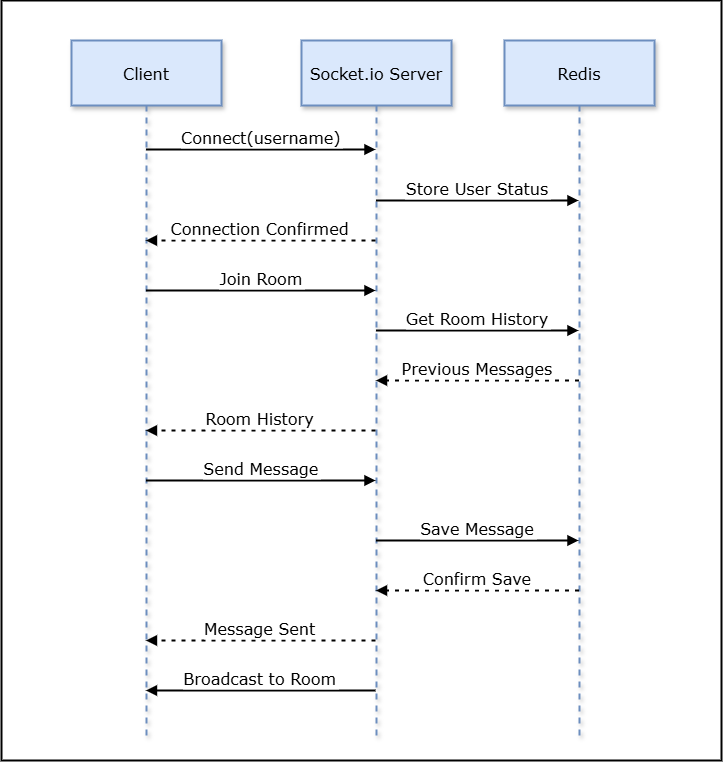 Client
Socket.io Server
Redis
Connect(username)
Store User Status
Connection Confirmed
Join Room
Get Room History
Previous Messages
Room History
Send Message
Save Message
Confirm Save
Message Sent
Broadcast to Room